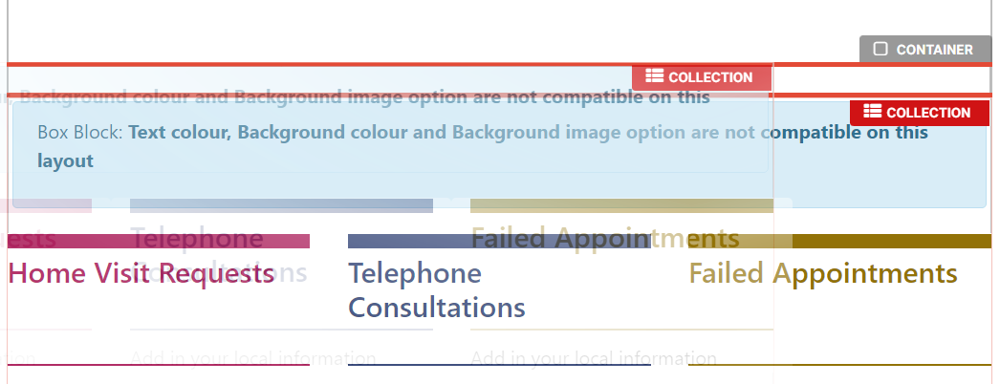 CONTAINER
COLLECTION
r, Background colour and Background image option are not compatible on this
COLLECTION
Box Block: Text colour, Background colour and Background image option are not compatible on this
layout
ests
Telephone
Consultations
Failed Appointments
Home Visit Requests
Telephone
Consultations
Failed Appointments
ation
Add in your local information
Add in your local information